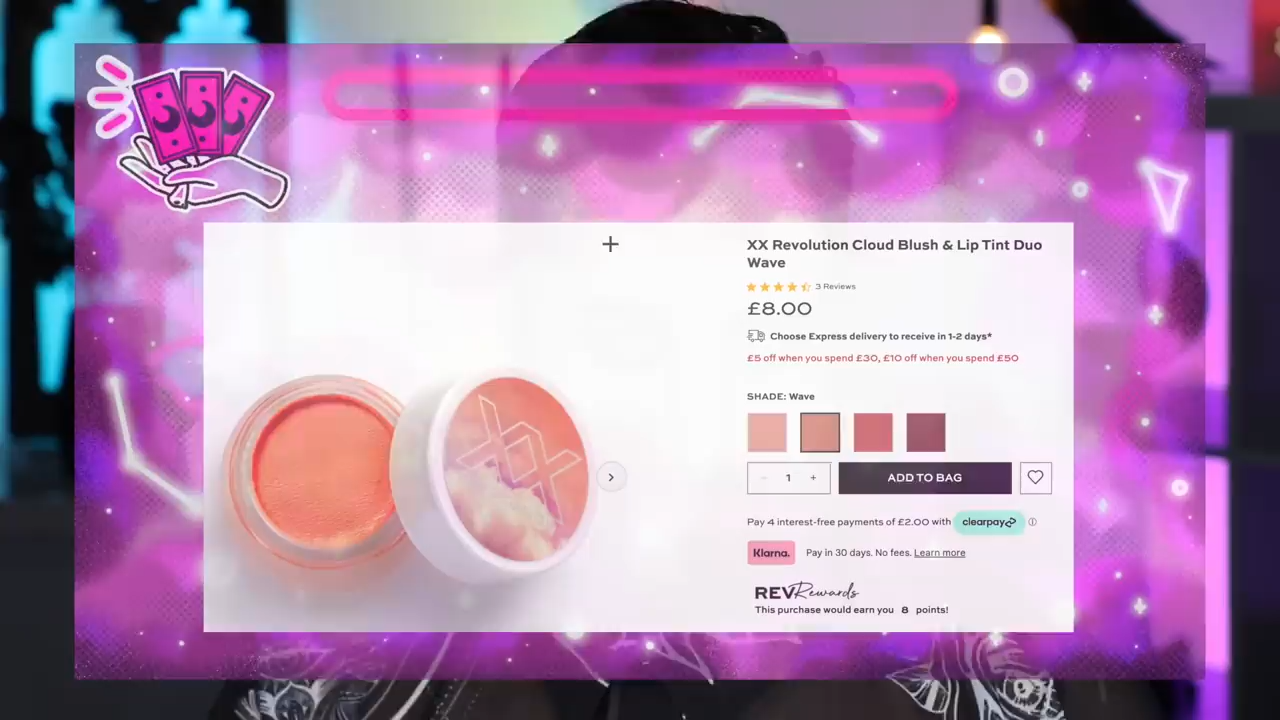 XX Revolution Cloud Blush & Lip Tint Duo
Wave
3 Reviews
£8.00
Choose Express delivery to receive in 1-2 days*
£5 off when you spend £30, £10 off when you spend £50
SHADE: Wave
- 1 +
ADD TO BAG
Pay 4 interest-free payments of £2.00 with clearpay
Klarna. Pay in 30 days. No fees. Learn more
REVRewards
This purchase would earn you 8 points!
XX